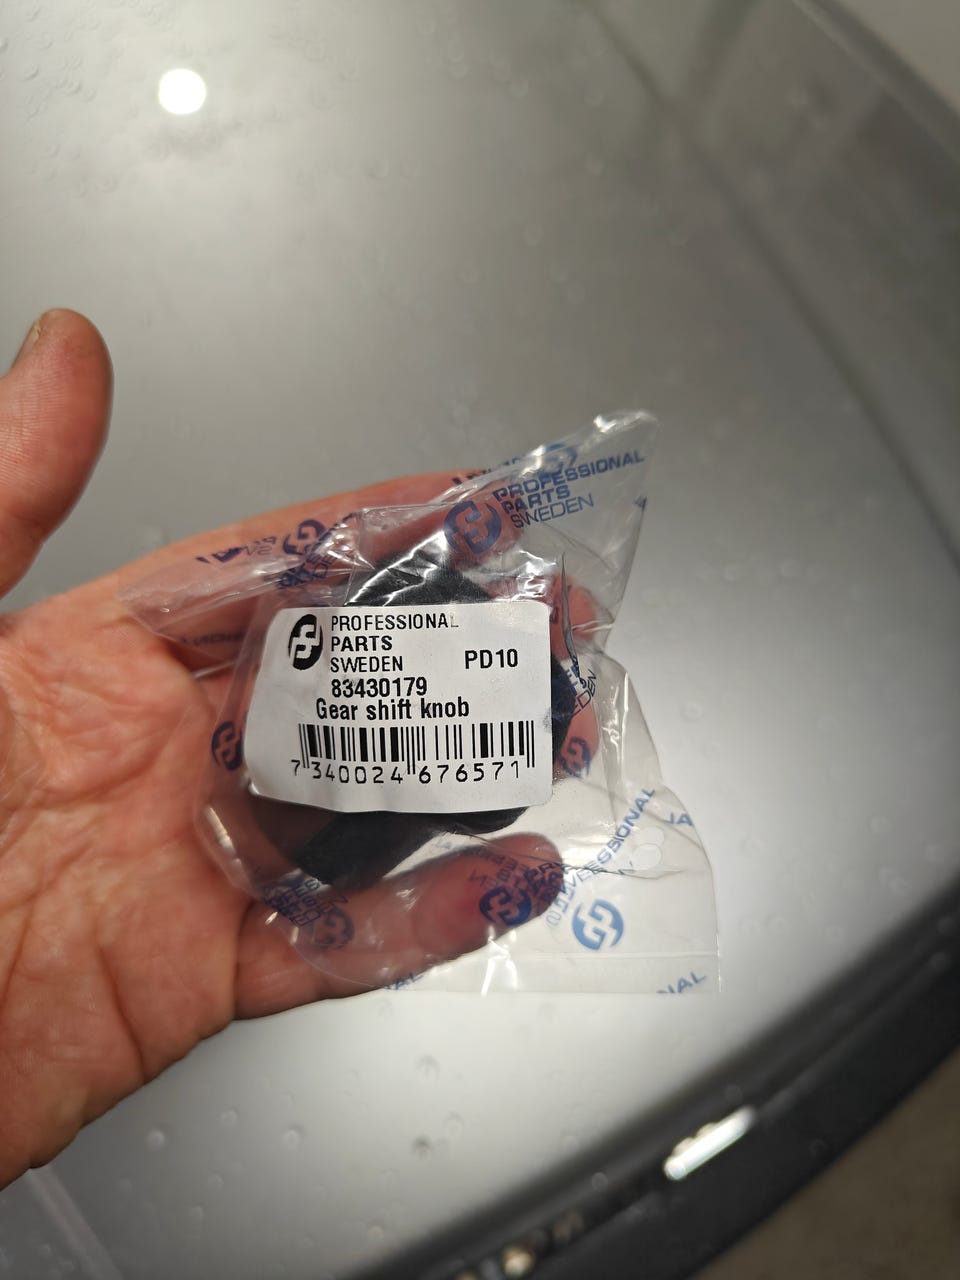 PROFESSIONAL
PARTS
SWEDEN
PROFESSIONAL
PARTS
SWEDEN
PD10
83430179
Gear shift knob
7 340024 676571
PROFESSIONAL